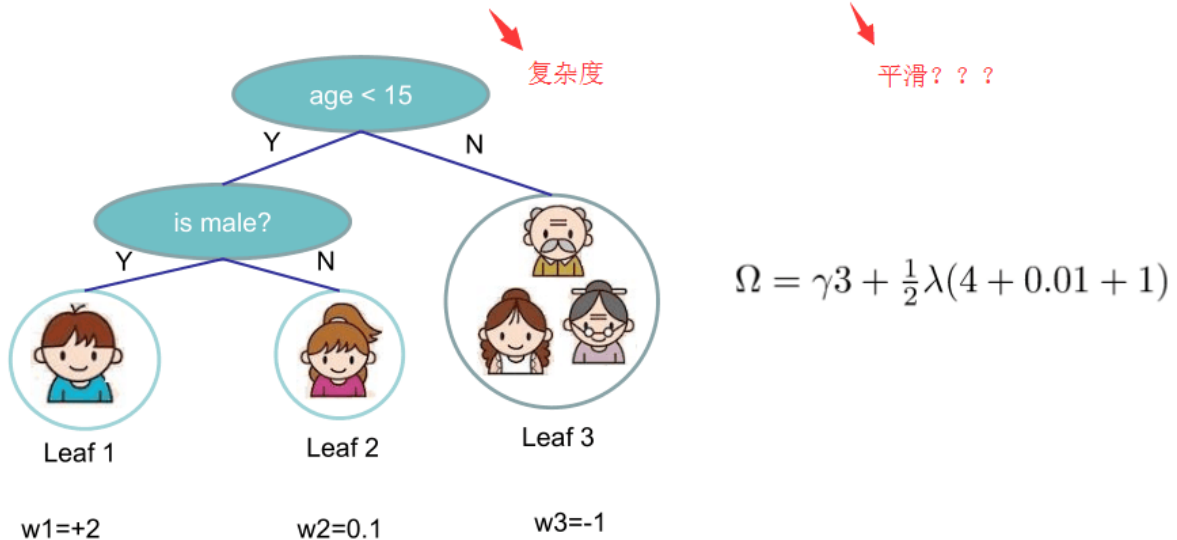 复杂度
平滑？？？
age < 15
Y
N
is male?
Y
N
Ω = γ3 + ½λ(4 + 0.01 + 1)
Leaf 1
Leaf 2
Leaf 3
w1=+2
w2=0.1
w3=-1